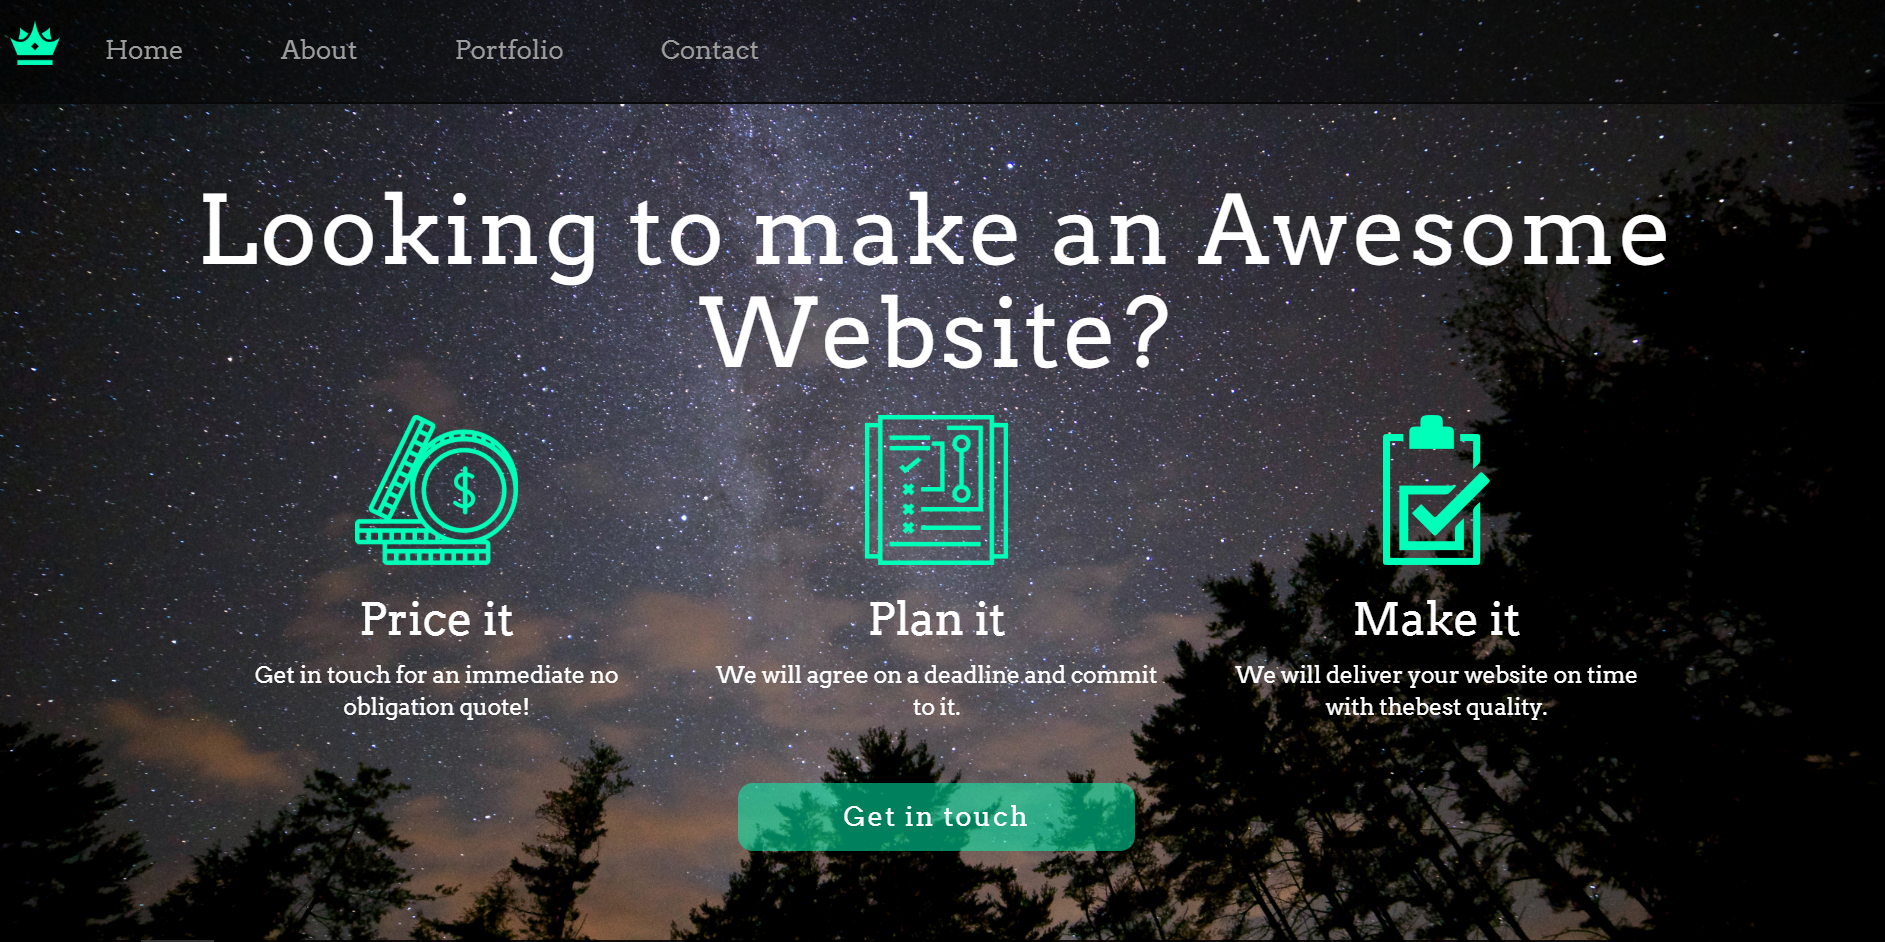 Home About Portfolio Contact
Looking to make an Awesome
Website?
$
Price it
Get in touch for an immediate no
obligation quote!
Plan it
We will agree on a deadline and commit
to it.
Make it
We will deliver your website on time
with thebest quality.
Get in touch